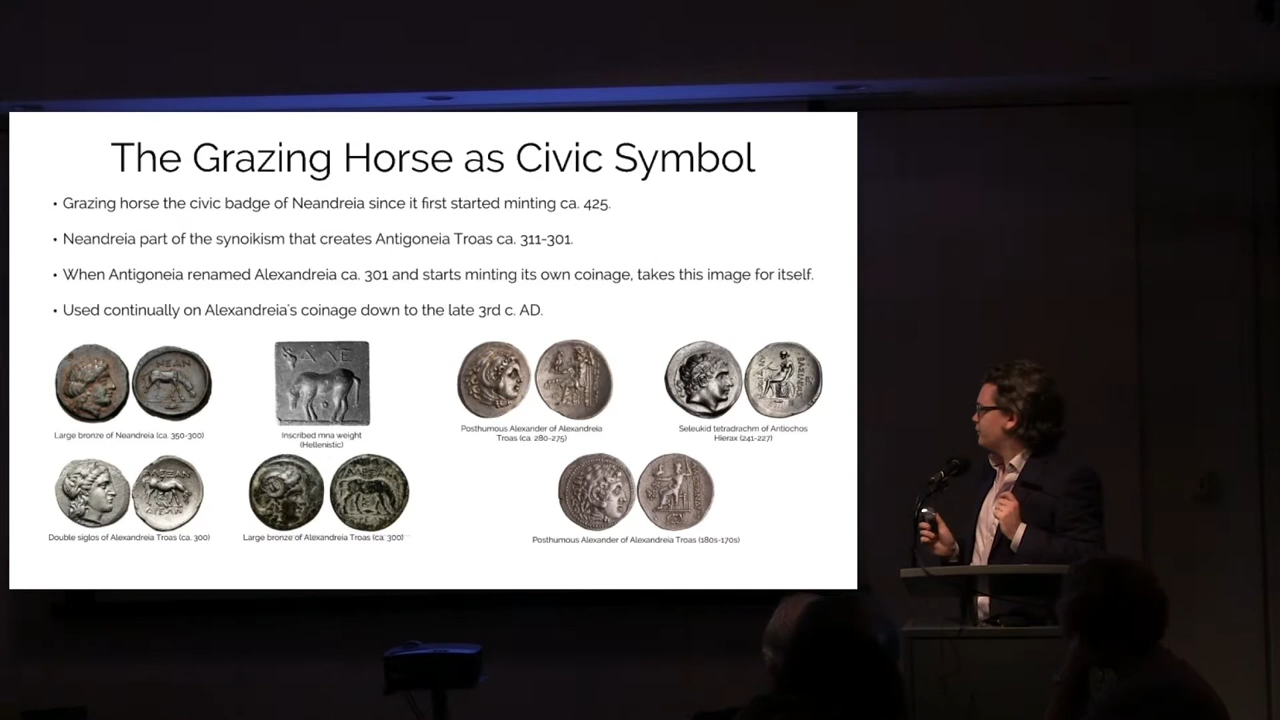 The Grazing Horse as Civic Symbol
• Grazing horse the civic badge of Neandreia since it first started minting ca. 425.
• Neandreia part of the synoikism that creates Antigoneia Troas ca. 311-301.
• When Antigoneia renamed Alexandreia ca. 301 and starts minting its own coinage, takes this image for itself.
• Used continually on Alexandreia's coinage down to the late 3rd c. AD.
NEAN
ΑΛΕ
Large bronze of Neandreia (ca. 350-300)
Inscribed mna weight
(Hellenistic)
Posthumous Alexander of Alexandreia
Troas (ca. 280-275)
Seleukid tetradrachm of Antiochos
Hierax (241-227)
Double siglos of Alexandreia Troas (ca. 300)
Large bronze of Alexandreia Troas (ca. 300)
Posthumous Alexander of Alexandreia Troas (180s-170s)